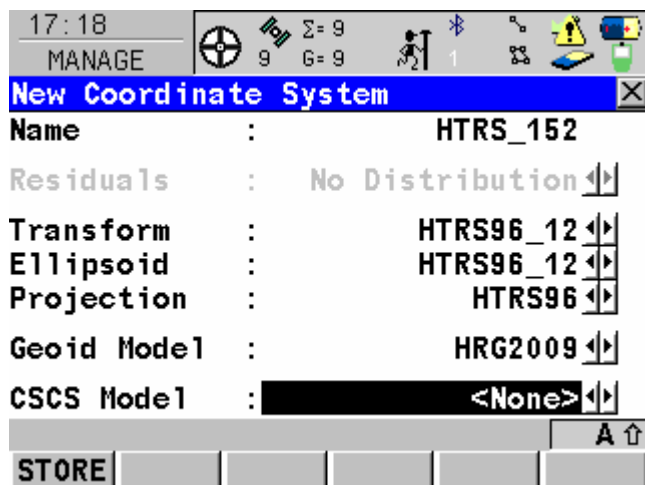 17:18
MANAGE
9
Σ= 9
G= 9
1
New Coordinate System
Name : HTRS_152
Residuals : No Distribution
Transform : HTRS96_12
Ellipsoid : HTRS96_12
Projection : HTRS96
Geoid Model : HRG2009
CSCS Model : <None>
A
STORE